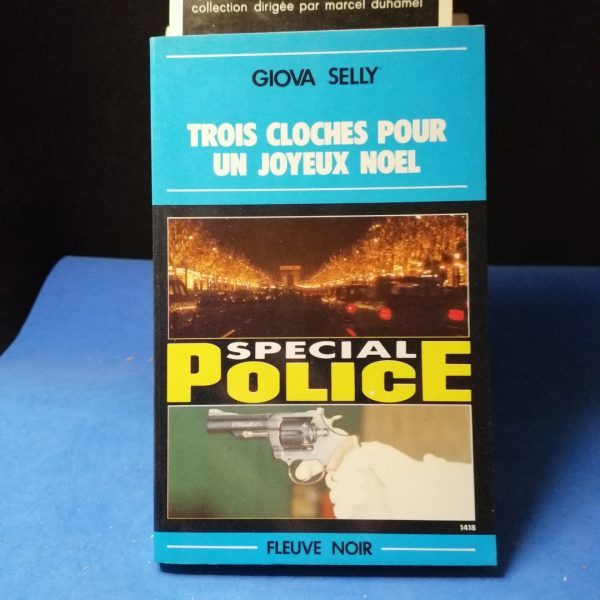 collection dirigée par marcel duhamel
GIOVA SELLY
TROIS CLOCHES POUR
UN JOYEUX NOEL
SPECIAL
POLICE
1418
FLEUVE NOIR